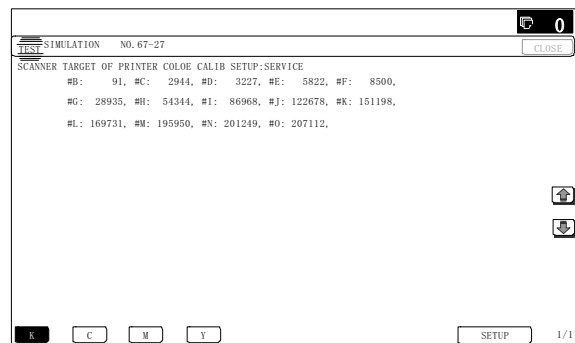 0
TEST SIMULATION NO. 67-27 CLOSE
SCANNER TARGET OF PRINTER COLOE CALIB SETUP:SERVICE
#B: 91, #C: 2944, #D: 3227, #E: 5822, #F: 8500,
#G: 28935, #H: 54344, #I: 86968, #J: 122678, #K: 151198,
#L: 169731, #M: 195950, #N: 201249, #O: 207112,
K C M Y SETUP 1/1